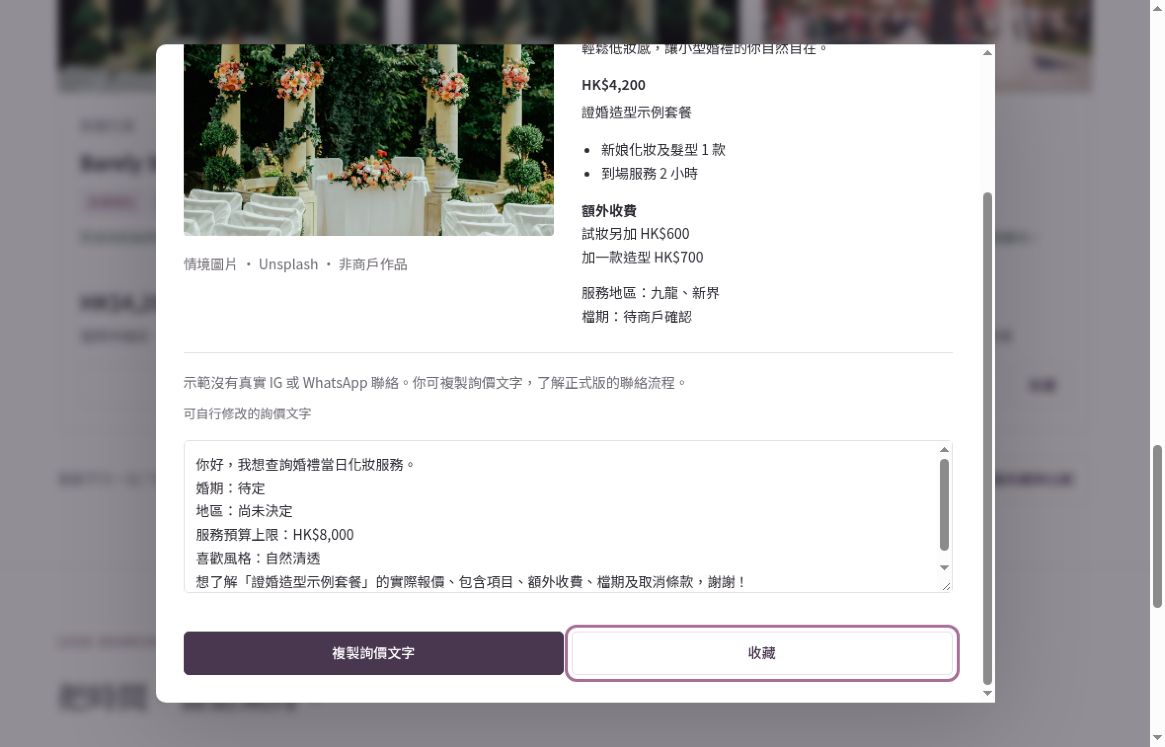 輕鬆低妝感，讓小型婚禮的你自然自在。
HK$4,200
證婚造型示例套餐
新娘化妝及髮型 1 款
到場服務 2 小時
額外收費
試妝另加 HK$600
加一款造型 HK$700
情境圖片 · Unsplash · 非商戶作品
服務地區：九龍、新界
檔期：待商戶確認
示範沒有真實 IG 或 WhatsApp 聯絡。你可複製詢價文字，了解正式版的聯絡流程。
可自行修改的詢價文字
你好，我想查詢婚禮當日化妝服務。
婚期：待定
地區：尚未決定
服務預算上限：HK$8,000
喜歡風格：自然清透
想了解「證婚造型示例套餐」的實際報價、包含項目、額外收費、檔期及取消條款，謝謝！
複製詢價文字
收藏